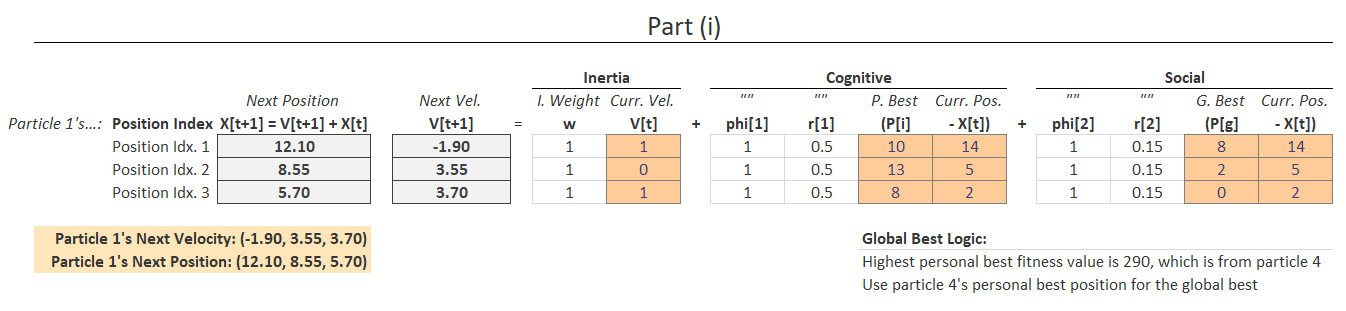 Part (i)
Inertia Cognitive Social
Next Position Next Vel. I. Weight Curr. Vel. "" "" P. Best Curr. Pos. "" "" G. Best Curr. Pos.
Particle 1's...: Position Index X[t+1] = V[t+1] + X[t] V[t+1] = w V[t] + phi[1] r[1] (P[i] - X[t]) + phi[2] r[2] (P[g] - X[t])
Position Idx. 1 12.10 -1.90 1 1 1 0.5 10 14 1 0.15 8 14
Position Idx. 2 8.55 3.55 1 0 1 0.5 13 5 1 0.15 2 5
Position Idx. 3 5.70 3.70 1 1 1 0.5 8 2 1 0.15 0 2
Particle 1's Next Velocity: (-1.90, 3.55, 3.70)
Particle 1's Next Position: (12.10, 8.55, 5.70)
Global Best Logic:
Highest personal best fitness value is 290, which is from particle 4
Use particle 4's personal best position for the global best